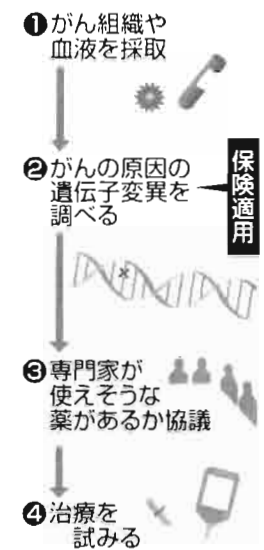 ❶がん組織や
血液を採取
❷がんの原因の
遺伝子変異を
調べる
保険適用
❸専門家が
使えそうな
薬があるか協議
❹治療を
試みる